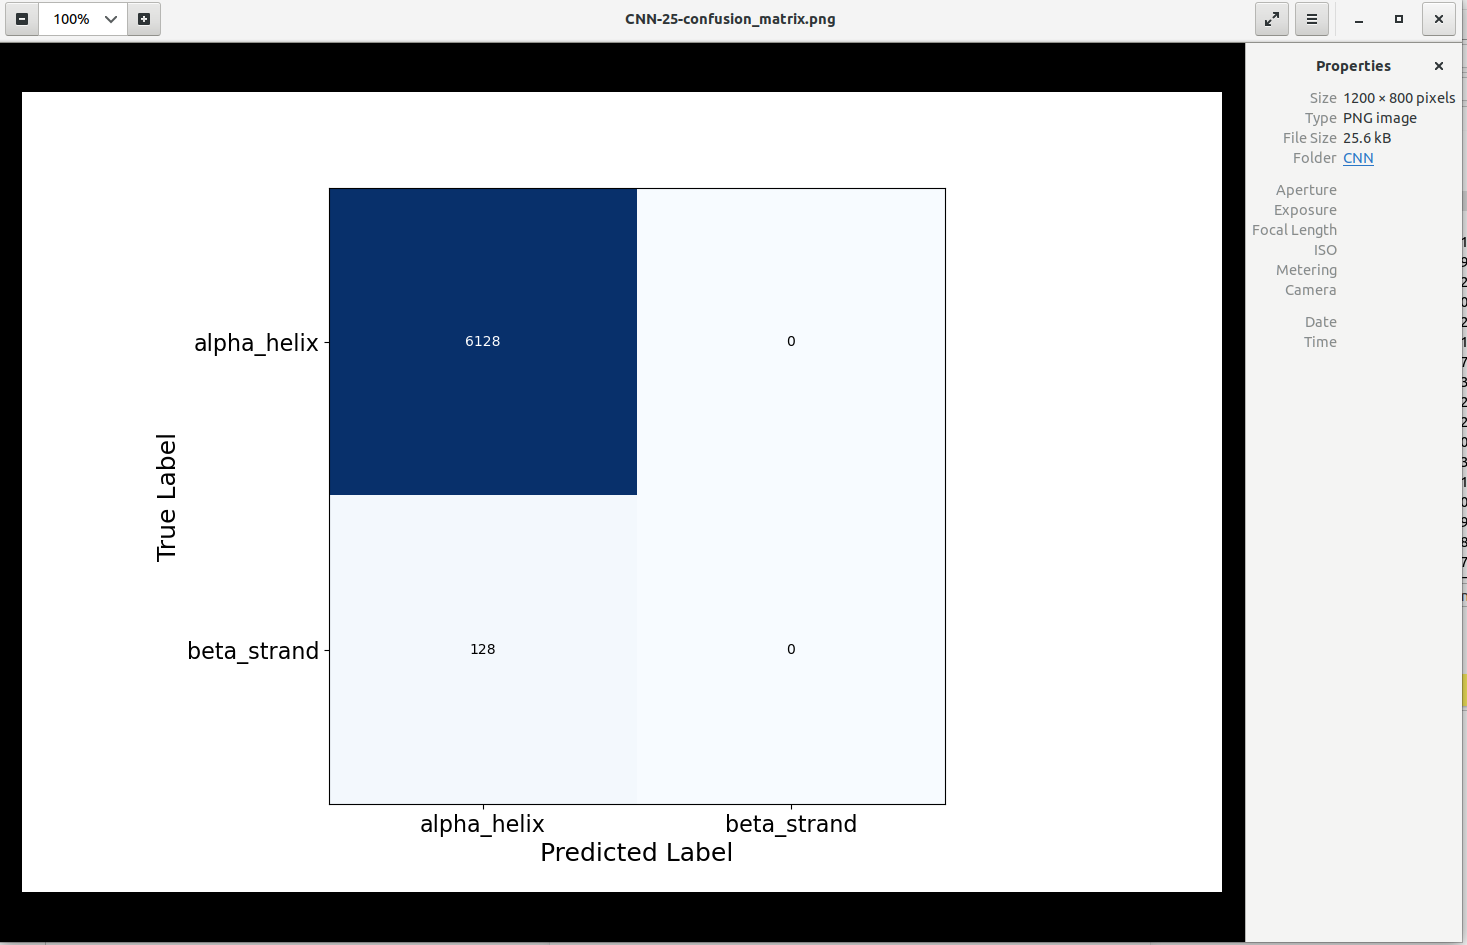 100%
CNN-25-confusion_matrix.png
Properties
Size 1200 × 800 pixels
Type PNG image
File Size 25.6 kB
Folder CNN
Aperture
Exposure
Focal Length
ISO
Metering
Camera
Date
Time
True Label
alpha_helix
6128
0
beta_strand
128
0
alpha_helix
beta_strand
Predicted Label